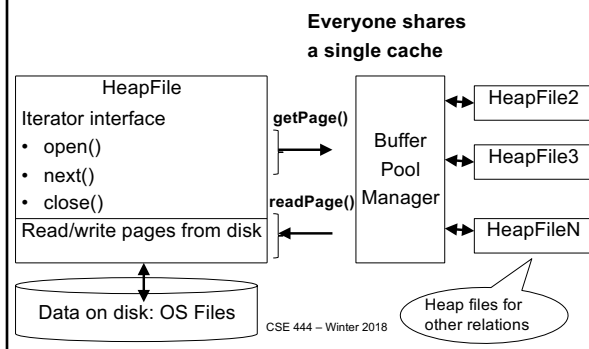 Everyone shares
a single cache
HeapFile
Iterator interface
• open()
• next()
• close()
Read/write pages from disk
getPage()
readPage()
Buffer
Pool
Manager
HeapFile2
HeapFile3
HeapFileN
Data on disk: OS Files
CSE 444 – Winter 2018
Heap files for
other relations